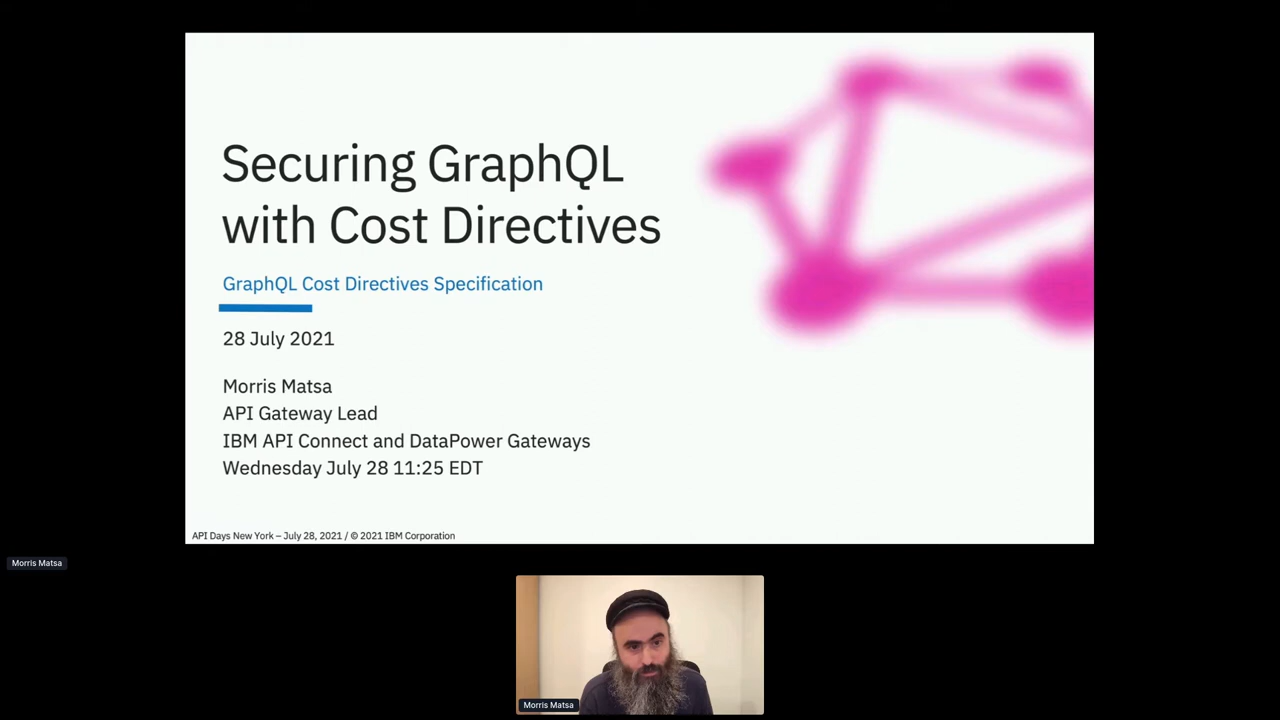 Securing GraphQL
with Cost Directives
GraphQL Cost Directives Specification
28 July 2021
Morris Matsa
API Gateway Lead
IBM API Connect and DataPower Gateways
Wednesday July 28 11:25 EDT
API Days New York – July 28, 2021 / © 2021 IBM Corporation
Morris Matsa
Morris Matsa